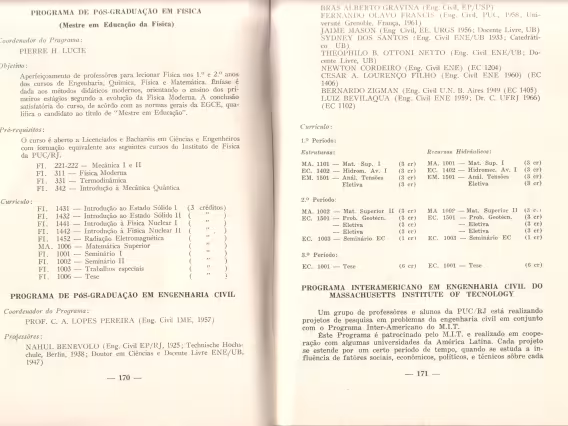 PROGRAMA DE PÓS-GRADUAÇÃO EM FÍSICA
(Mestre em Educação da Física)
Coordenador do Programa:
PIERRE H. LUCIE
Objetivo:
Aperfeiçoamento de professôres para lecionar Física nos 1.º e 2.º anos
dos cursos de Engenharia, Química, Física e Matemática. Ênfase é
dada aos métodos didáticos modernos, orientando o ensino dos pri-
meiros estágios segundo a evolução da Física Moderna. A conclusão
satisfatória do curso, de acôrdo com as normas gerais da EGCE, qua-
lifica o candidato ao título de "Mestre em Educação".
Pré-requisitos:
O curso é aberto a Licenciados e Bacharéis em Ciências e Engenheiros
com formação equivalente aos seguintes cursos do Instituto de Física
da PUC/RJ.
FI. 221-222 — Mecânica I e II
FI. 311 — Física Moderna
FI. 331 — Termodinâmica
FI. 342 — Introdução à Mecânica Quântica
Currículo:
FI. 1431 — Introdução ao Estado Sólido I (3 créditos)
FI. 1432 — Introdução ao Estado Sólido II ( " )
FI. 1441 — Introdução à Física Nuclear I ( " )
FI. 1442 — Introdução à Física Nuclear II ( " )
FI. 1452 — Radiação Eletromagnética ( " )
MA. 1006 — Matemática Superior ( " )
FI. 1001 — Seminário I ( " )
FI. 1002 — Seminário II ( " )
FI. 1003 — Trabalhos especiais ( " )
FI. 1006 — Tese ( " )
PROGRAMA DE PÓS-GRADUAÇÃO EM ENGENHARIA CIVIL
Coordenador do Programa:
PROF. C. A. LOPES PEREIRA (Eng. Civil IME, 1957)
Professôres:
NAHUL BENEVOLO (Eng. Civil EP/RJ, 1925; Technische Hochs-
chule, Berlin, 1938; Doutor em Ciências e Docente Livre ENE/UB,
1947)
— 170 —
BRÁS ALBERTO GRAVINA (Eng. Civil, EP/USP)
FERNANDO OLAVO FRANCIS (Eng. Civil, PUC, 1958, Uni-
versité Grenoble, França, 1961)
JAIME MASON (Eng. Civil, EE. URGS 1956; Docente Livre, UB)
SYDNEY DOS SANTOS (Eng. Civil ENE/UB 1933; Catedráti-
co UB)
THEOPHILO B. OTTONI NETTO (Eng. Civil ENE/UB; Do-
cente Livre, UB)
NEWTON CORDEIRO (Eng. Civil) (EC 1204)
CESAR A. LOURENÇO FILHO (Eng. Civil ENE 1960) (EC
1406)
BERNARDO ZIGMAN (Eng. Civil U.N. B. Aires 1949 (EC 1405)
LUIZ BEVILAQUA (Eng. Civil ENE 1959; Dr. C. UFRJ 1966)
(EC 1102)
Currículo:
1.º Período:
Estruturas: Recursos Hidráulicos:
MA. 1101 — Mat. Sup. I (3 cr) MA. 1001 — Mat. Sup. I (3 cr)
EC. 1402 — Hidrom. Av. I (3 cr) EC. 1402 — Hidromec. Av. I (3 cr)
EM. 1501 — Anál. Tensões (3 cr) EM. 1501 — Anál. Tensões (3 cr)
Eletiva (3 cr) Eletiva (3 cr)
2.º Período:
MA. 1002 — Mat. Superior II (3 cr) MA 1002 — Mat. Superior II (3 cr)
EC. 1501 — Prob. Geotécn. (3 cr) EC. 1501 — Prob. Geotécn. (3 cr)
— Eletiva (3 cr) — Eletiva (3 cr)
— Eletiva (3 cr) — Eletiva (3 cr)
EC. 1003 — Seminário EC (1 cr) EC. 1003 — Seminário EC (1 cr)
3.º Período:
EC. 1001 — Tese (6 cr) EC. 1001 — Tese (6 cr)
PROGRAMA INTERAMERICANO EM ENGENHARIA CIVIL DO
MASSACHUSETTS INSTITUTE OF TECNOLOGY
Um grupo de professôres e alunos da PUC/RJ está realizando
projetos de pesquisa em problemas da engenharia civil em conjunto
com o Programa Inter-Americano do M.I.T.
Êste Programa é patrocinado pelo M.I.T. e realizado em coope-
ração com algumas universidades da América Latina. Cada projeto
se estende por um certo período de tempo, quando se estuda a in-
fluência de fatôres sociais, econômicos, políticos, e técnicos sôbre cada
— 171 —